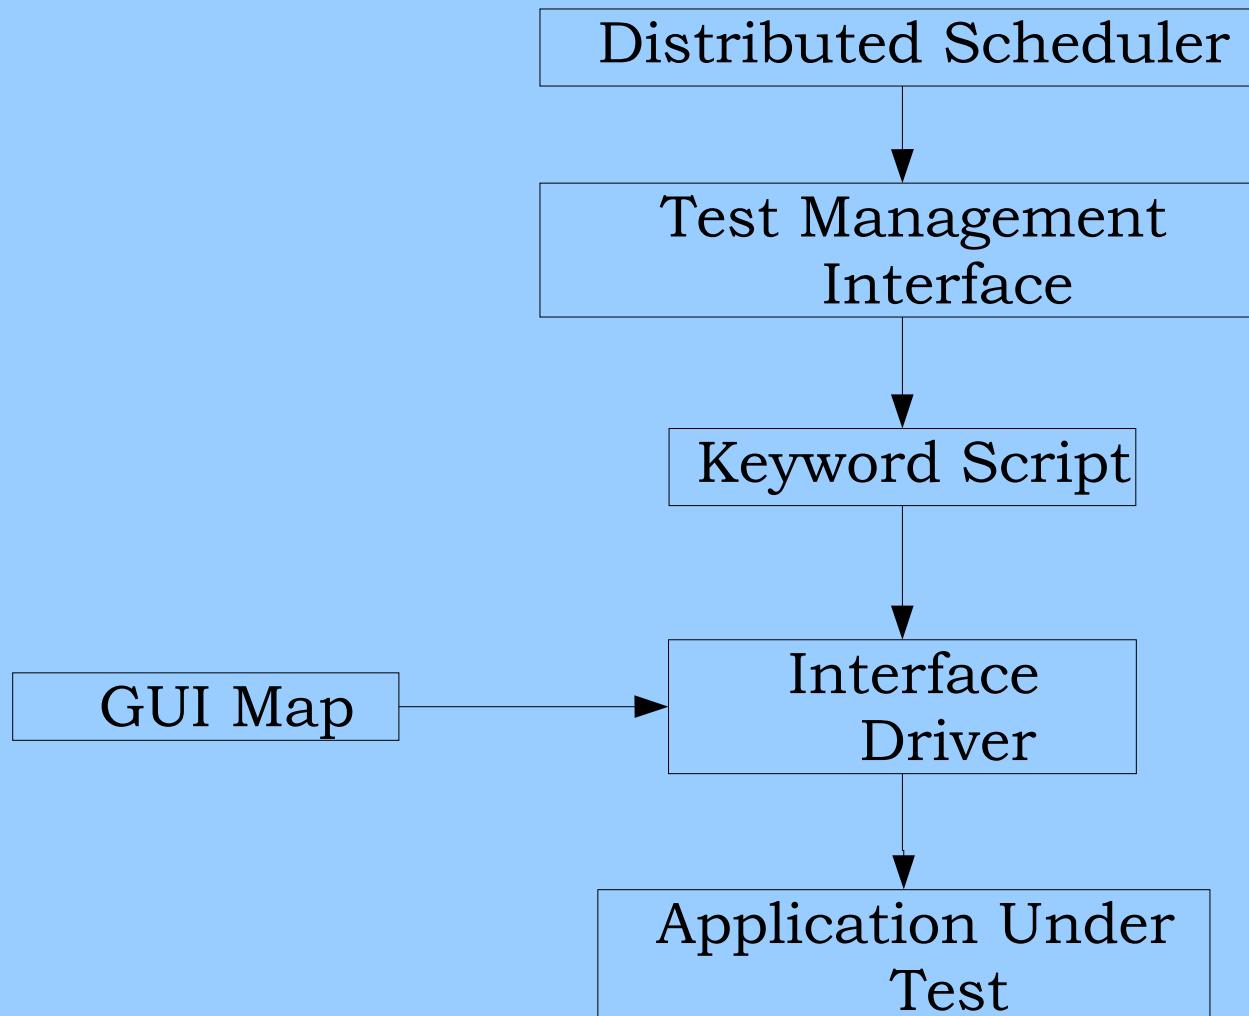 Distributed Scheduler
Test Management
Interface
Keyword Script
GUI Map
Interface
Driver
Application Under
Test